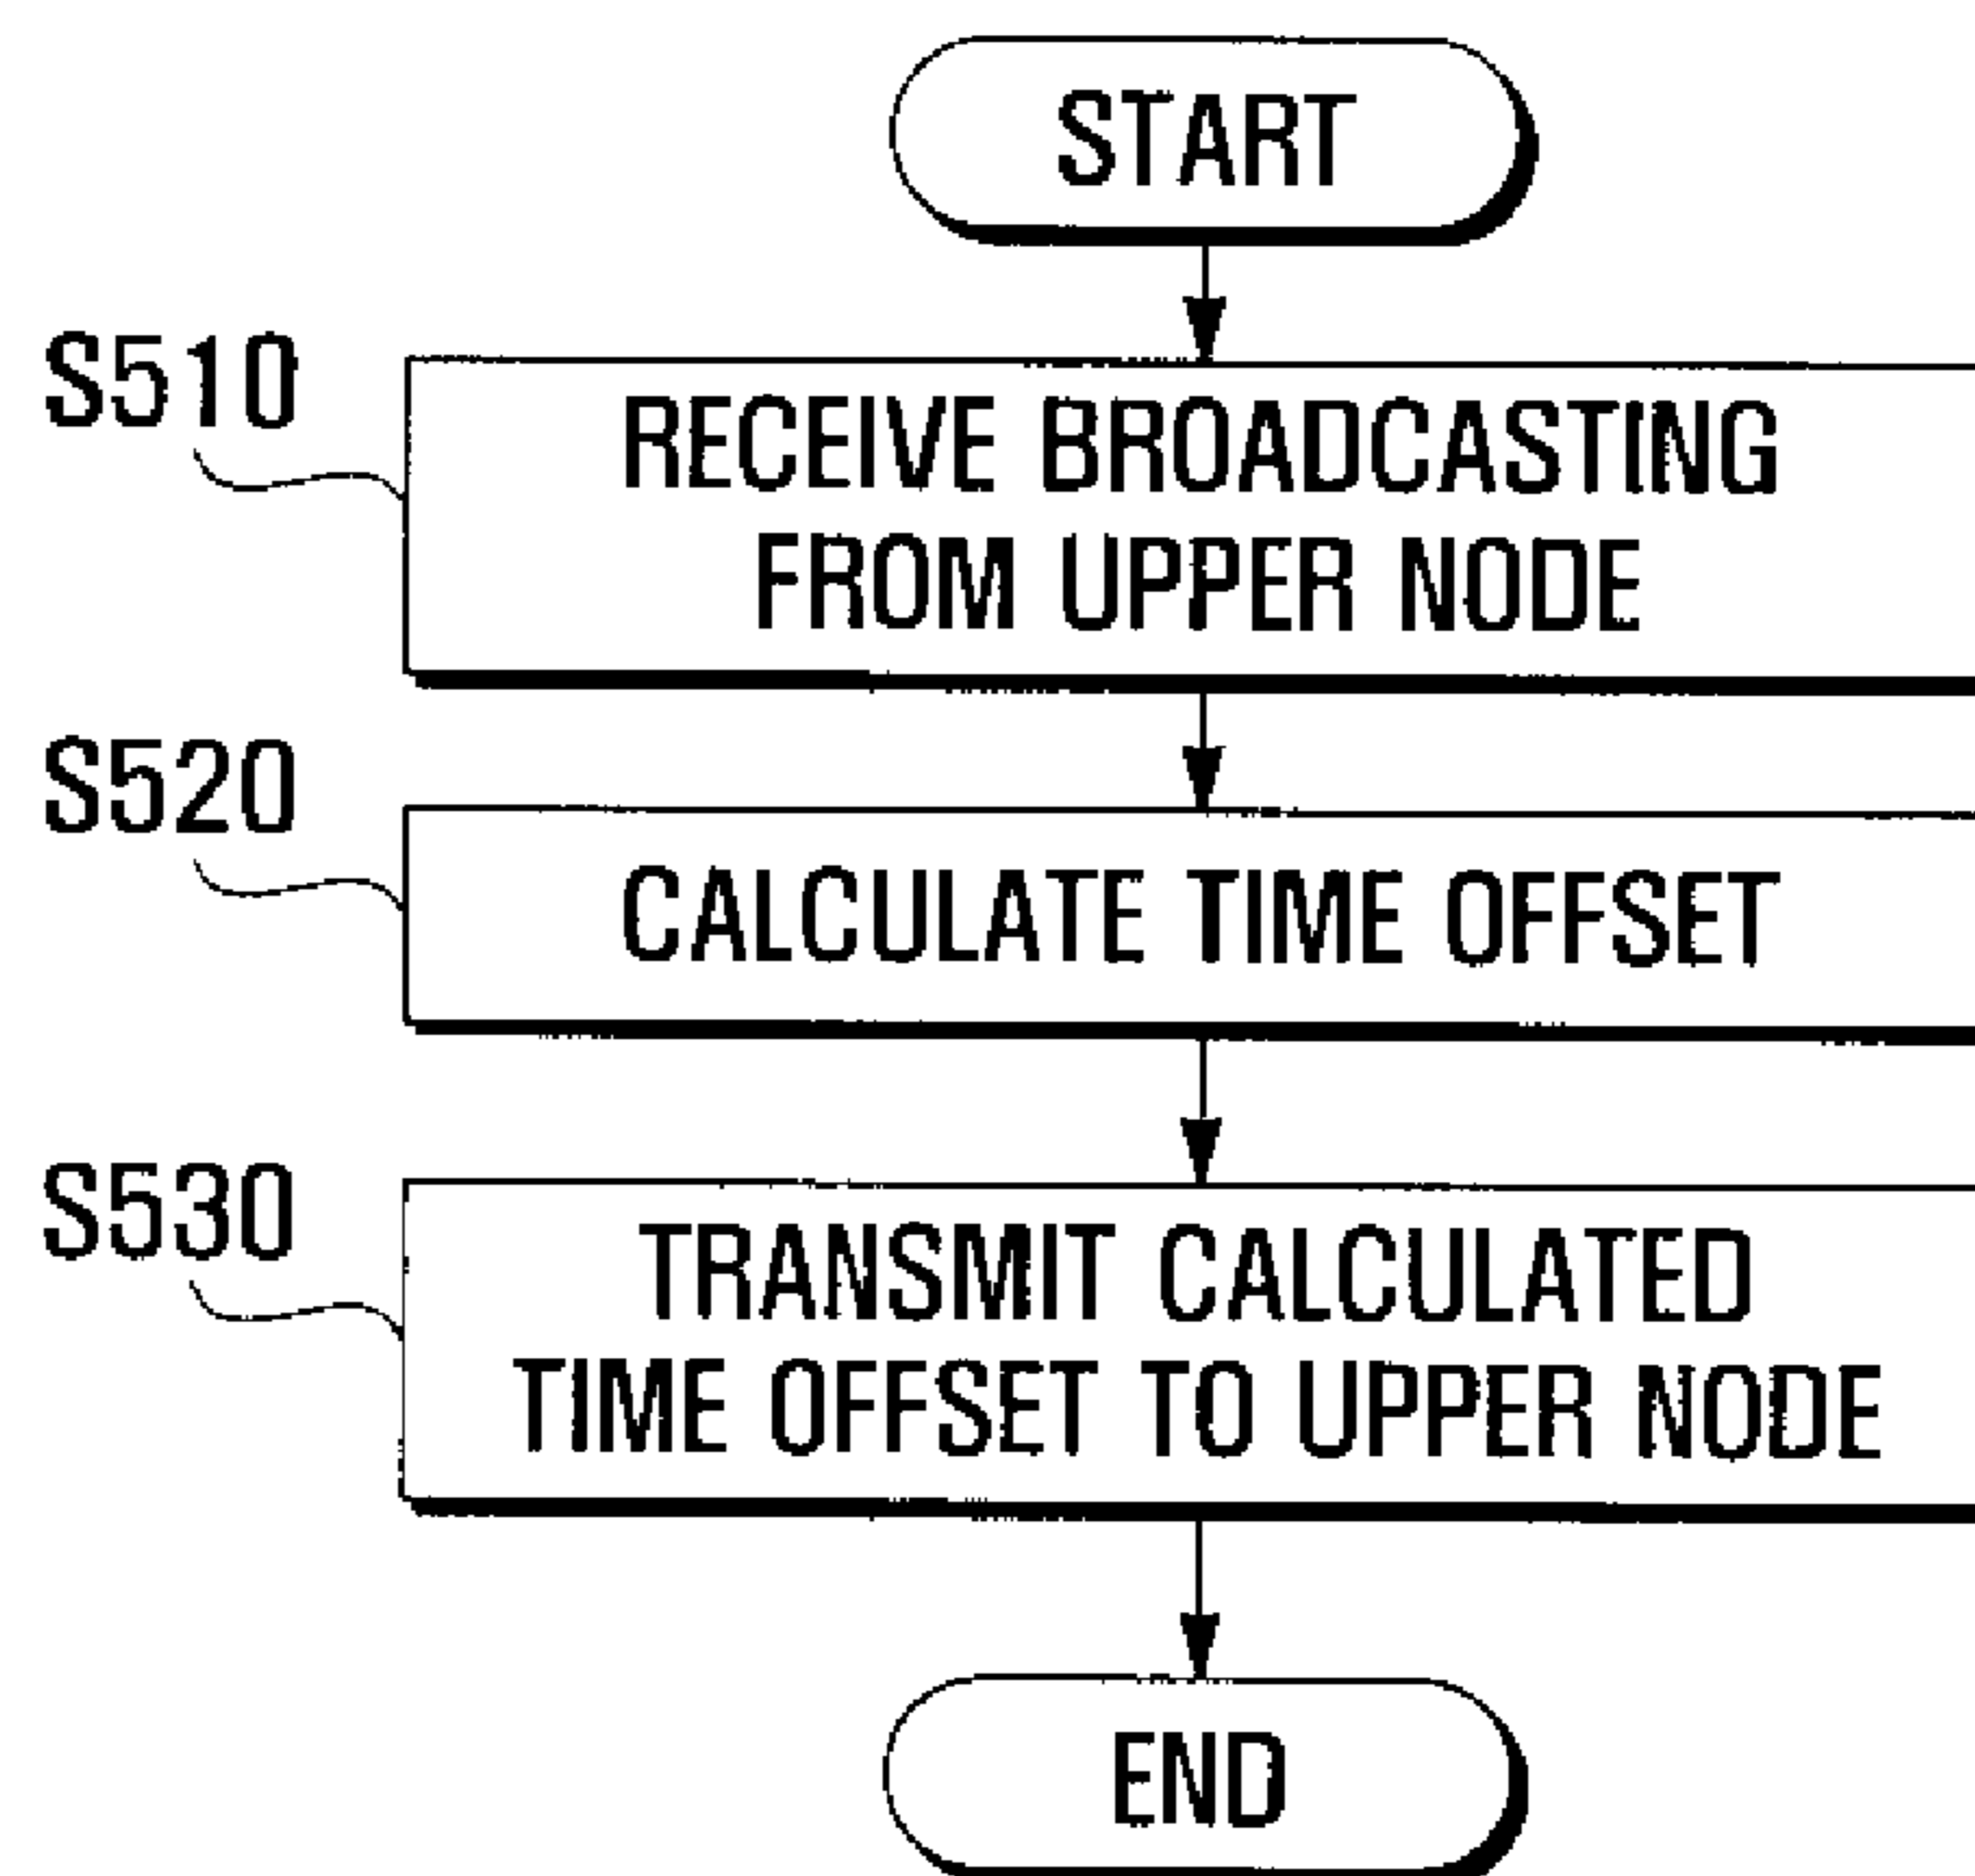 START
S510
RECEIVE BROADCASTING
FROM UPPER NODE
S520
CALCULATE TIME OFFSET
S530
TRANSMIT CALCULATED
TIME OFFSET TO UPPER NODE
END